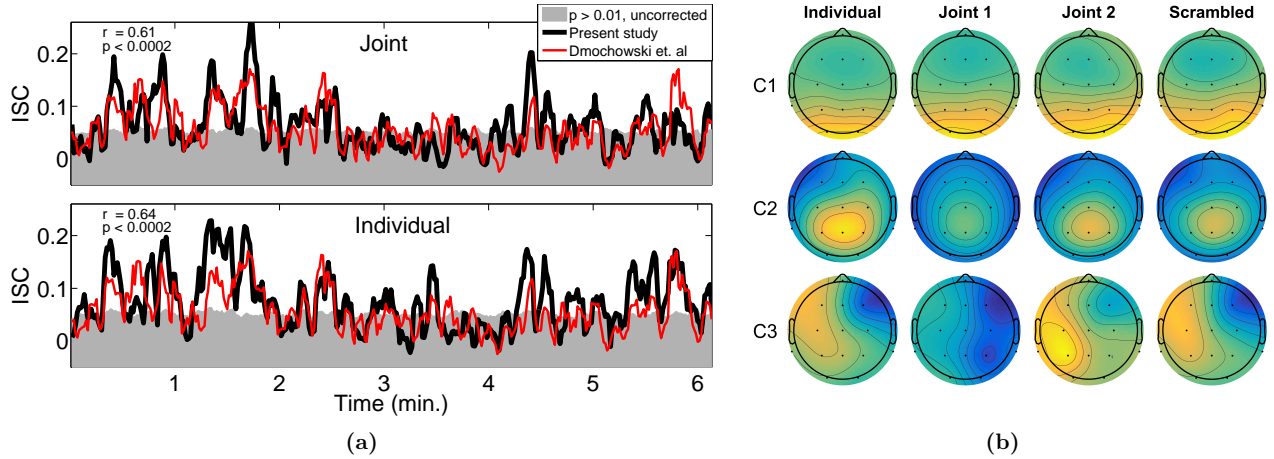 p > 0.01, uncorrected
Present study
Dmochowski et. al
r = 0.61
p < 0.0002
Joint
ISC
0.2
0.1
0
r = 0.64
p < 0.0002
Individual
ISC
0.2
0.1
0
1 2 3 4 5 6
Time (min.)
(a)
Individual Joint 1 Joint 2 Scrambled
C1
C2
C3
(b)